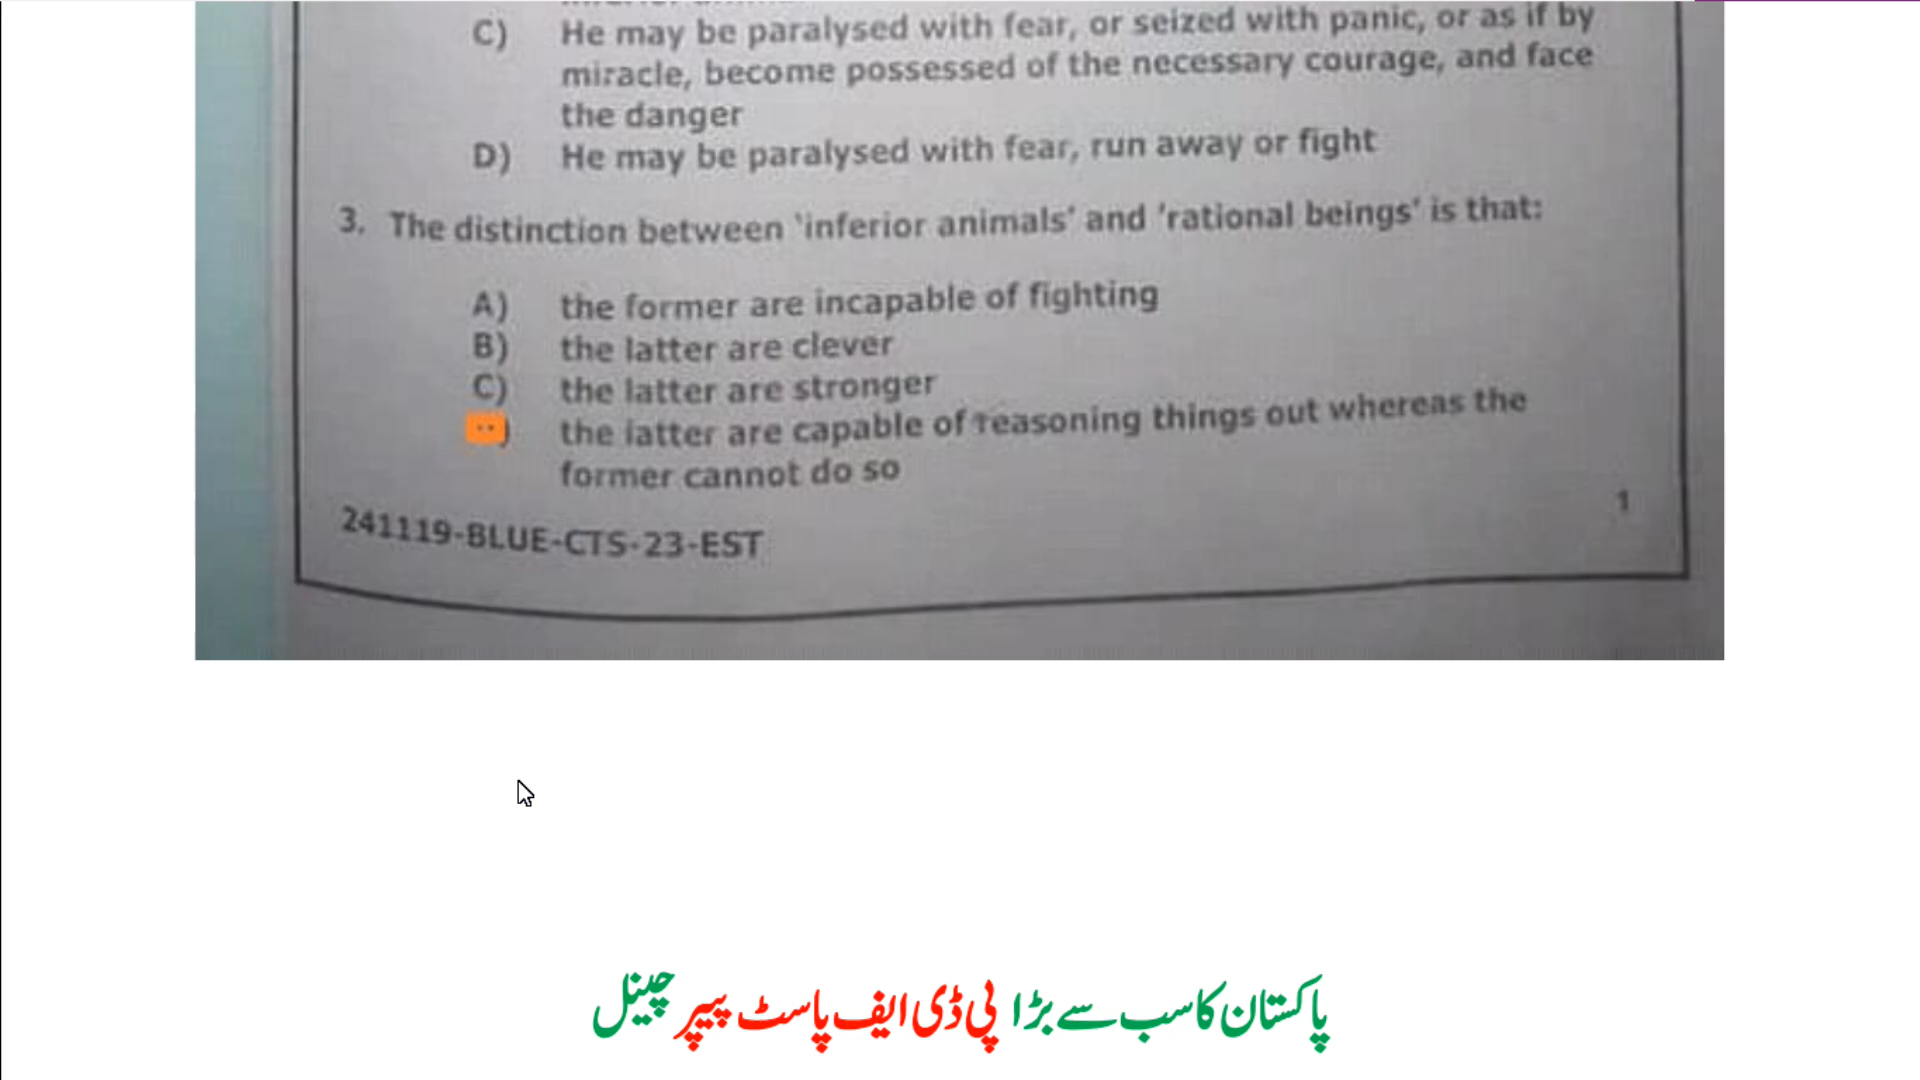 C) He may be paralysed with fear, or seized with panic, or as if by
miracle, become possessed of the necessary courage, and face
the danger
D) He may be paralysed with fear, run away or fight
3. The distinction between 'inferior animals' and 'rational beings' is that:
A) the former are incapable of fighting
B) the latter are clever
C) the latter are stronger
the latter are capable of reasoning things out whereas the
former cannot do so
1
241119-BLUE-CTS-23-EST
پاکستان کا سب سے بڑا پی ڈی ایف پاسٹ پیپر چینل